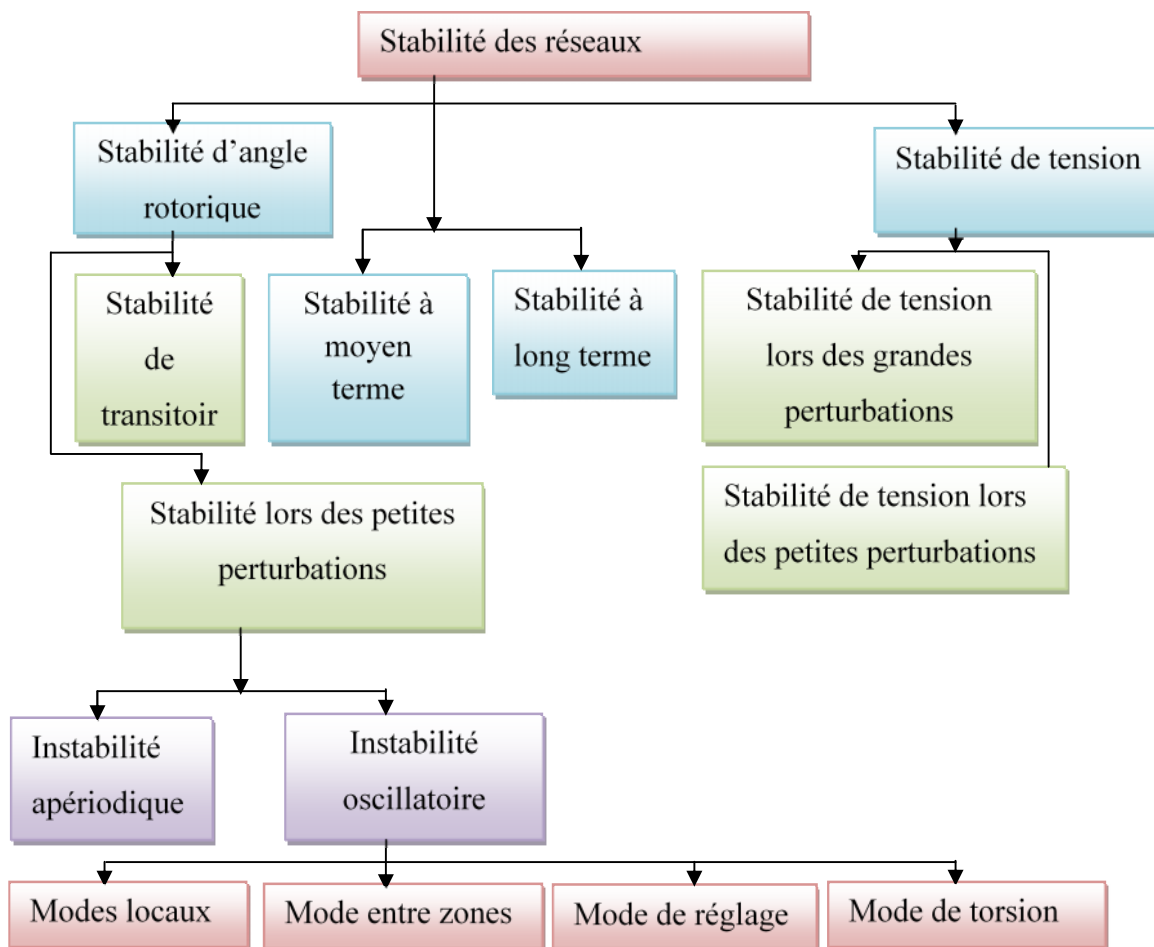 Stabilité des réseaux
Stabilité d’angle
rotorique
Stabilité de tension
Stabilité
de
transitoir
Stabilité à
moyen
terme
Stabilité à
long terme
Stabilité de tension
lors des grandes
perturbations
Stabilité de tension lors
des petites perturbations
Stabilité lors des petites
perturbations
Instabilité
apériodique
Instabilité
oscillatoire
Modes locaux
Mode entre zones
Mode de réglage
Mode de torsion